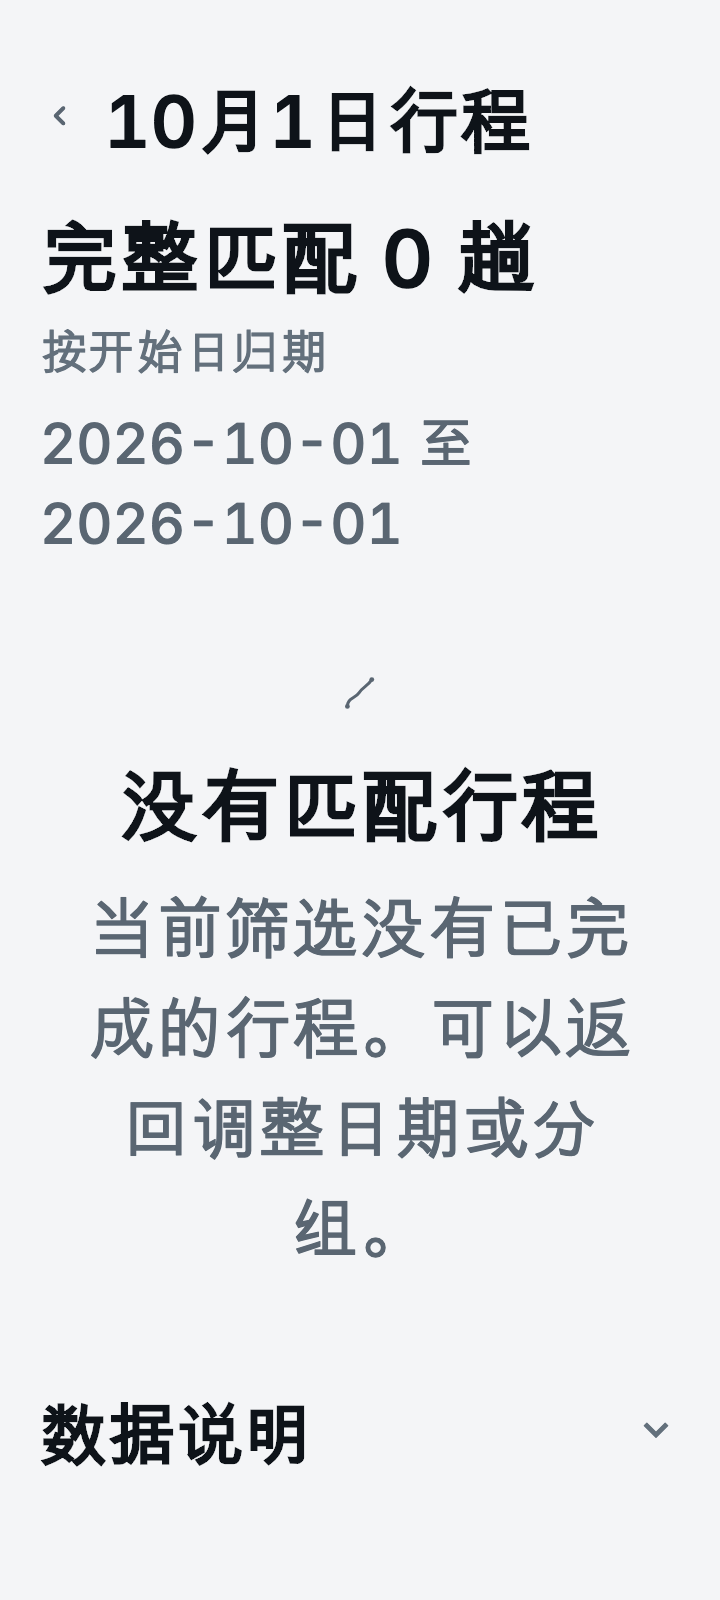 10月1日行程
完整匹配 0 趟
按开始日归期
2026-10-01 至
2026-10-01
没有匹配行程
当前筛选没有已完
成的行程。可以返
回调整日期或分
组。
数据说明